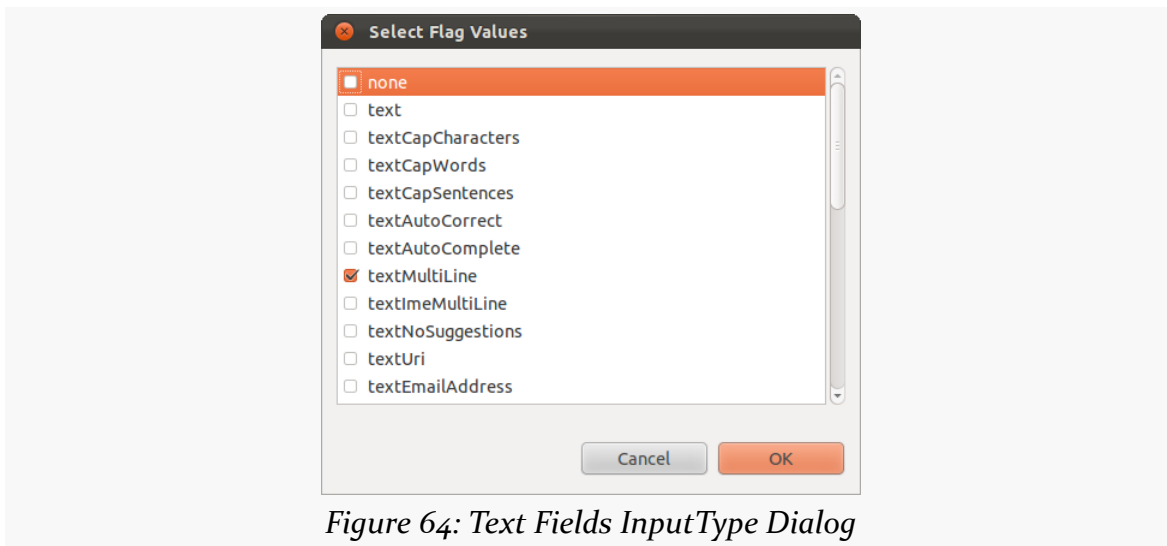 Select Flag Values
none
text
textCapCharacters
textCapWords
textCapSentences
textAutoCorrect
textAutoComplete
textMultiLine
textImeMultiLine
textNoSuggestions
textUri
textEmailAddress
Cancel OK
Figure 64: Text Fields InputType Dialog